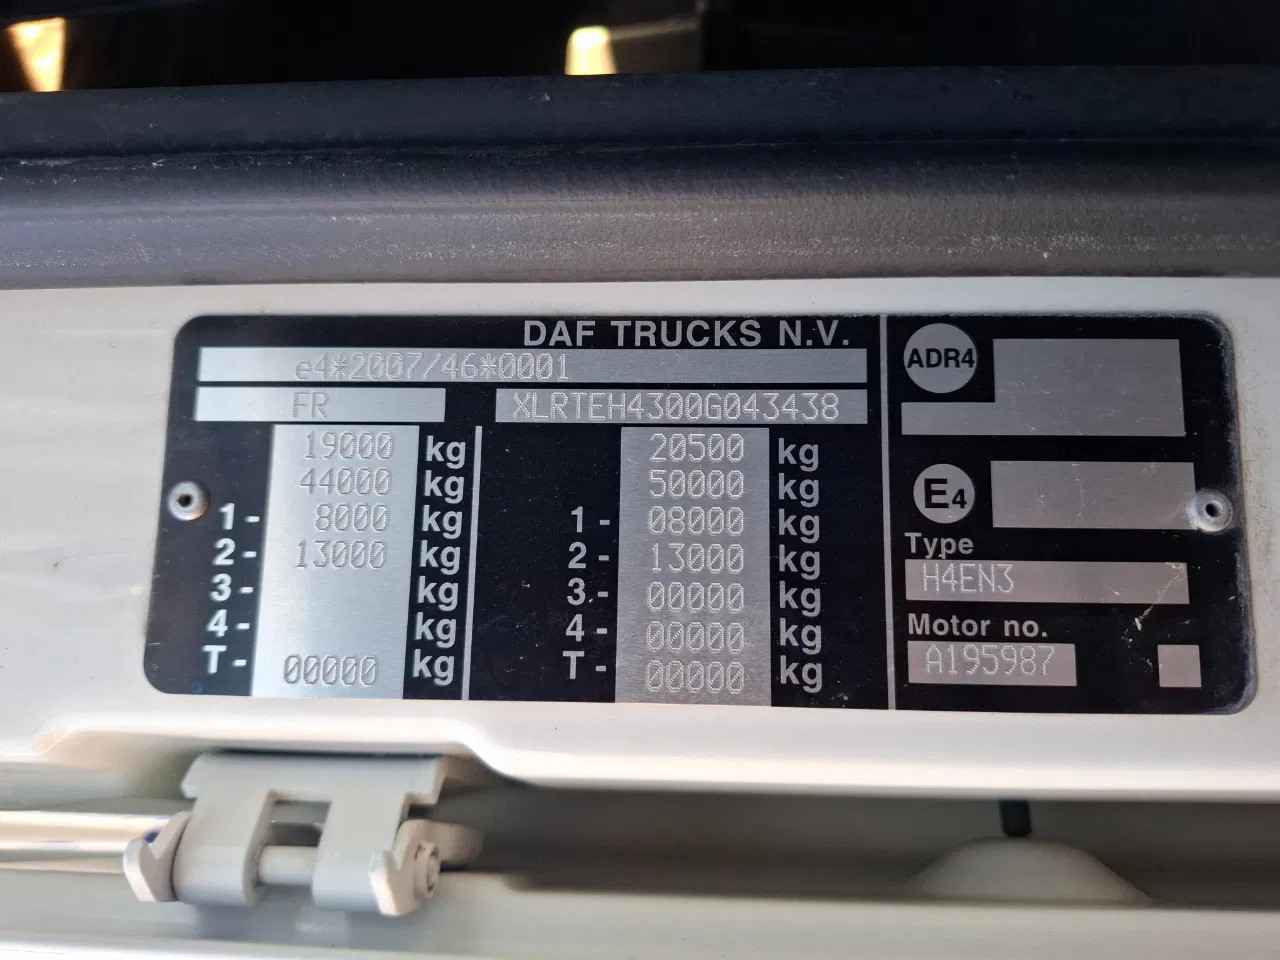 DAF TRUCKS N.V.
e4*2007/46*0001
FR XLRTEH4300G043438
19000 kg 20500 kg
44000 kg 50000 kg
1- 8000 kg 1- 08000 kg
2- 13000 kg 2- 13000 kg
3- kg 3- 00000 kg
4- kg 4- 00000 kg
T- 00000 kg T- 00000 kg
ADR4
E4
Type
H4EN3
Motor no.
A195987